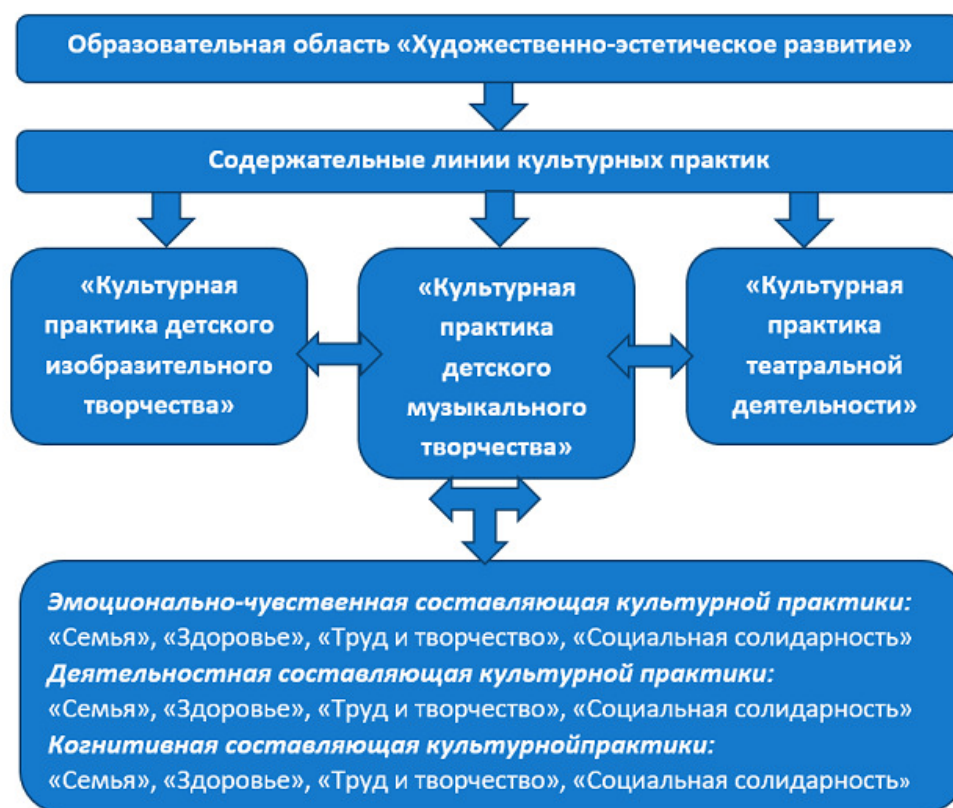 Образовательная область «Художественно-эстетическое развитие»
Содержательные линии культурных практик
«Культурная
практика детского
изобразительного
творчества»
«Культурная
практика
детского
музыкального
творчества»
«Культурная
практика
театральной
деятельности»
Эмоционально-чувственная составляющая культурной практики:
«Семья», «Здоровье», «Труд и творчество», «Социальная солидарность»
Деятельностная составляющая культурной практики:
«Семья», «Здоровье», «Труд и творчество», «Социальная солидарность»
Когнитивная составляющая культурнойпрактики:
«Семья», «Здоровье», «Труд и творчество», «Социальная солидарность»